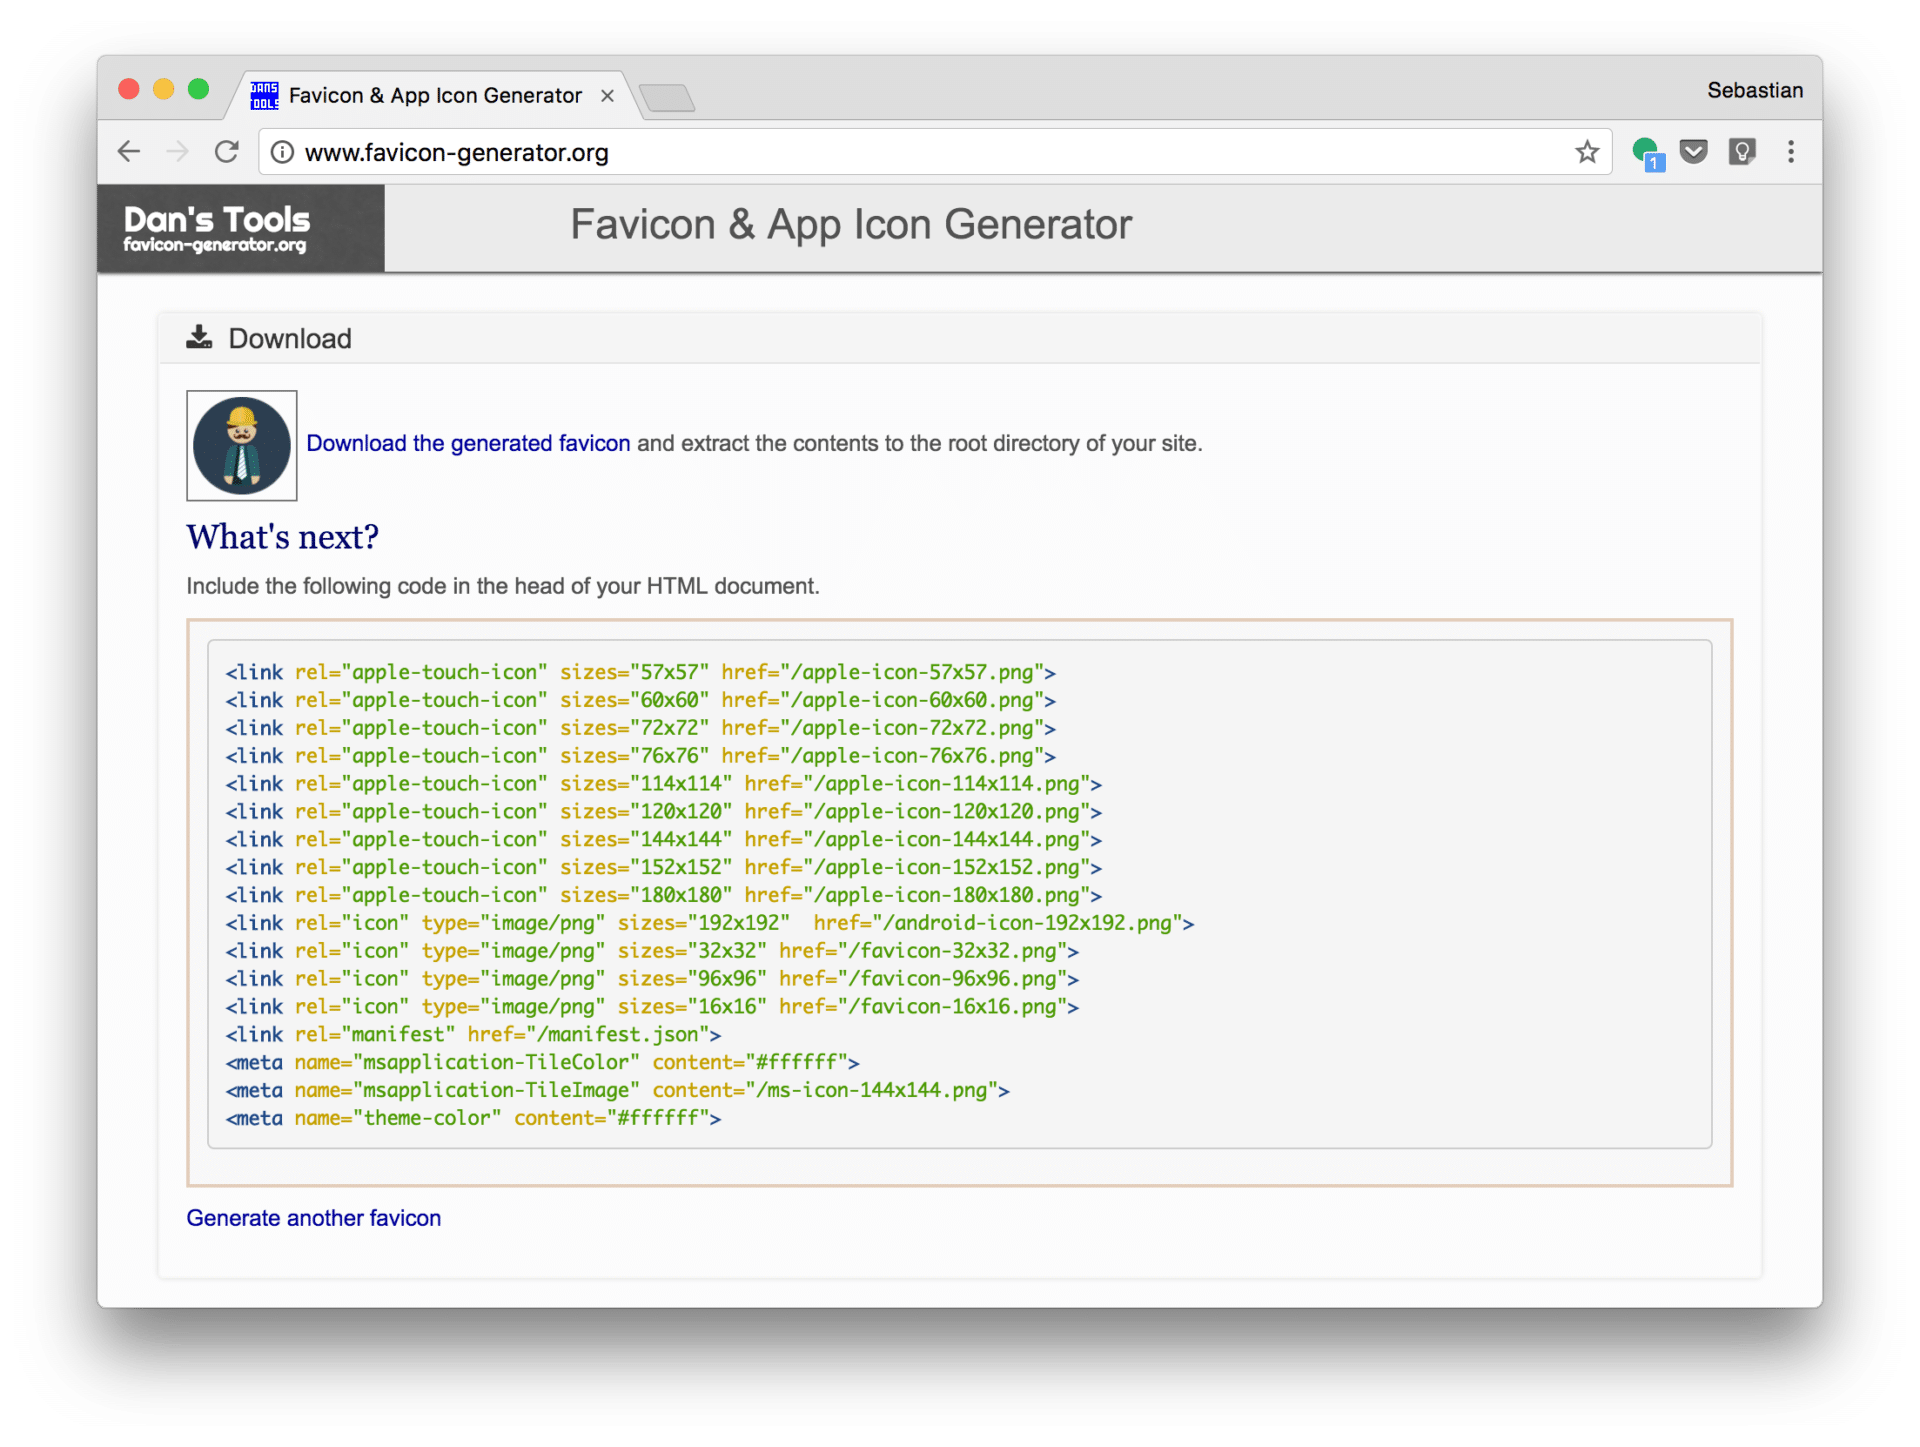 DANS
TOOLS
Favicon & App Icon Generator
Sebastian
www.favicon-generator.org
1
Dan's Tools
favicon-generator.org
Favicon & App Icon Generator
Download
Download the generated favicon and extract the contents to the root directory of your site.
What's next?
Include the following code in the head of your HTML document.
<link rel="apple-touch-icon" sizes="57x57" href="/apple-icon-57x57.png">
<link rel="apple-touch-icon" sizes="60x60" href="/apple-icon-60x60.png">
<link rel="apple-touch-icon" sizes="72x72" href="/apple-icon-72x72.png">
<link rel="apple-touch-icon" sizes="76x76" href="/apple-icon-76x76.png">
<link rel="apple-touch-icon" sizes="114x114" href="/apple-icon-114x114.png">
<link rel="apple-touch-icon" sizes="120x120" href="/apple-icon-120x120.png">
<link rel="apple-touch-icon" sizes="144x144" href="/apple-icon-144x144.png">
<link rel="apple-touch-icon" sizes="152x152" href="/apple-icon-152x152.png">
<link rel="apple-touch-icon" sizes="180x180" href="/apple-icon-180x180.png">
<link rel="icon" type="image/png" sizes="192x192"  href="/android-icon-192x192.png">
<link rel="icon" type="image/png" sizes="32x32" href="/favicon-32x32.png">
<link rel="icon" type="image/png" sizes="96x96" href="/favicon-96x96.png">
<link rel="icon" type="image/png" sizes="16x16" href="/favicon-16x16.png">
<link rel="manifest" href="/manifest.json">
<meta name="msapplication-TileColor" content="#ffffff">
<meta name="msapplication-TileImage" content="/ms-icon-144x144.png">
<meta name="theme-color" content="#ffffff">
Generate another favicon